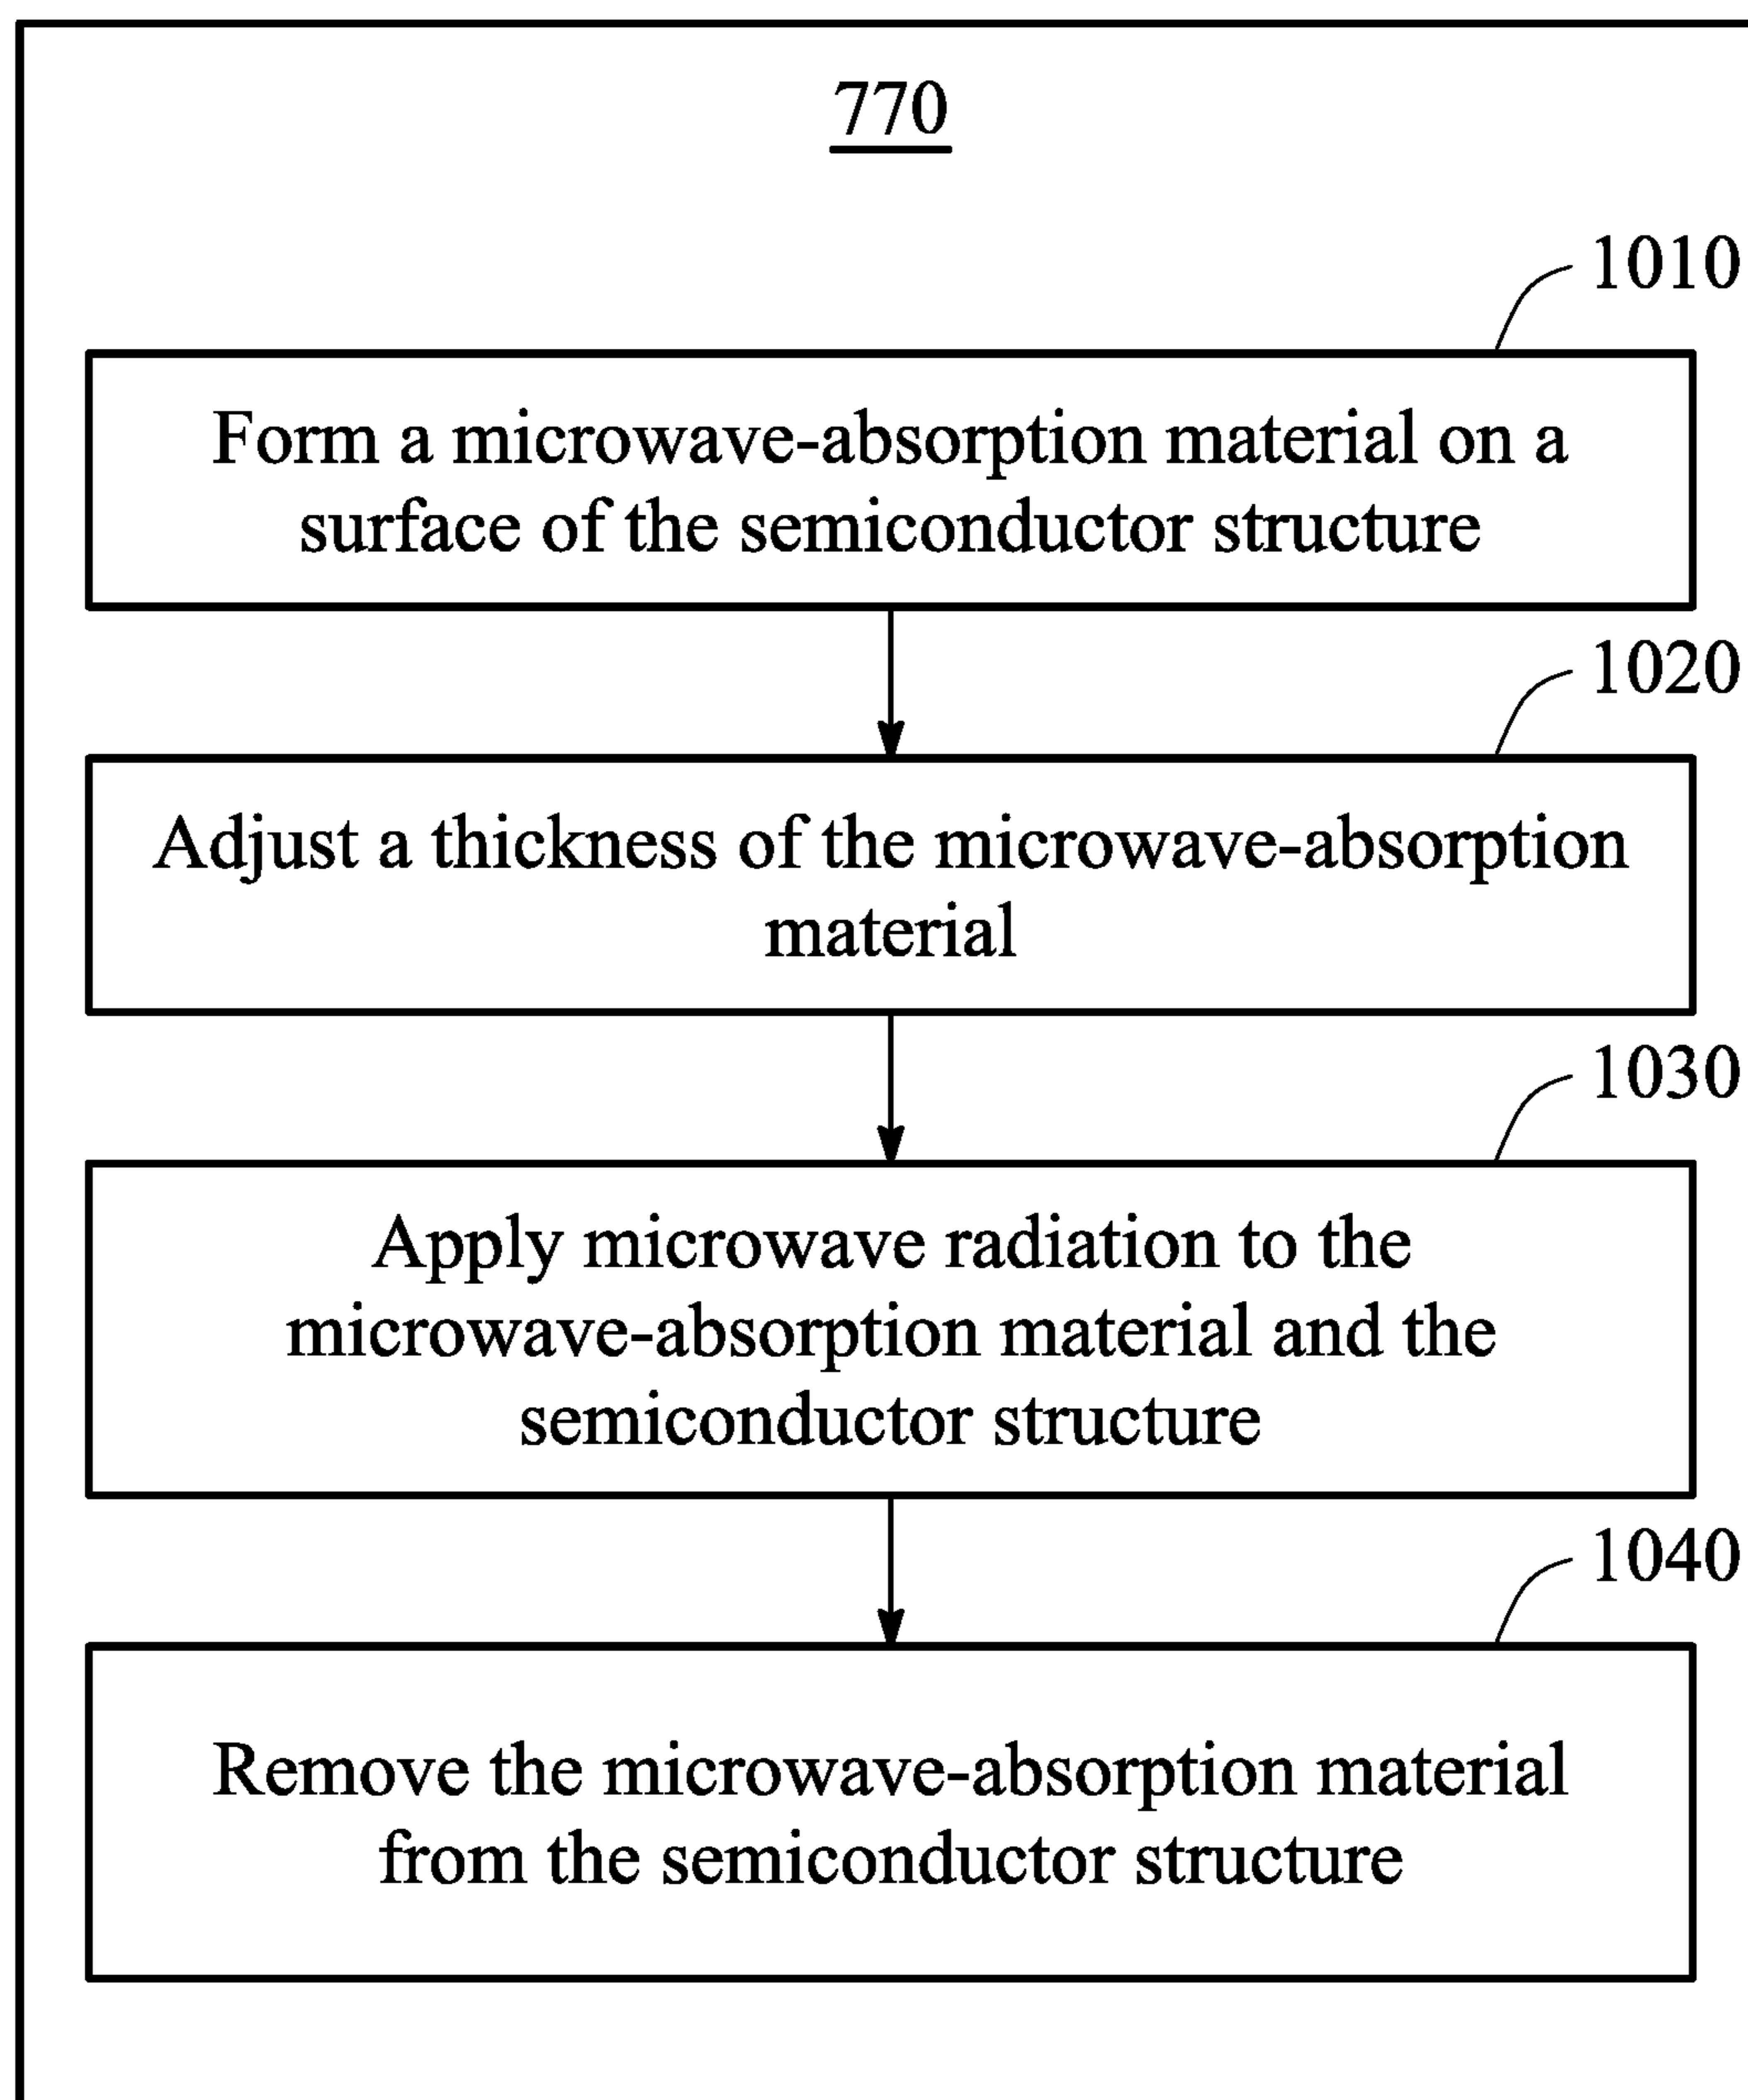 770
1010
Form a microwave-absorption material on a
surface of the semiconductor structure
1020
Adjust a thickness of the microwave-absorption
material
1030
Apply microwave radiation to the
microwave-absorption material and the
semiconductor structure
1040
Remove the microwave-absorption material
from the semiconductor structure